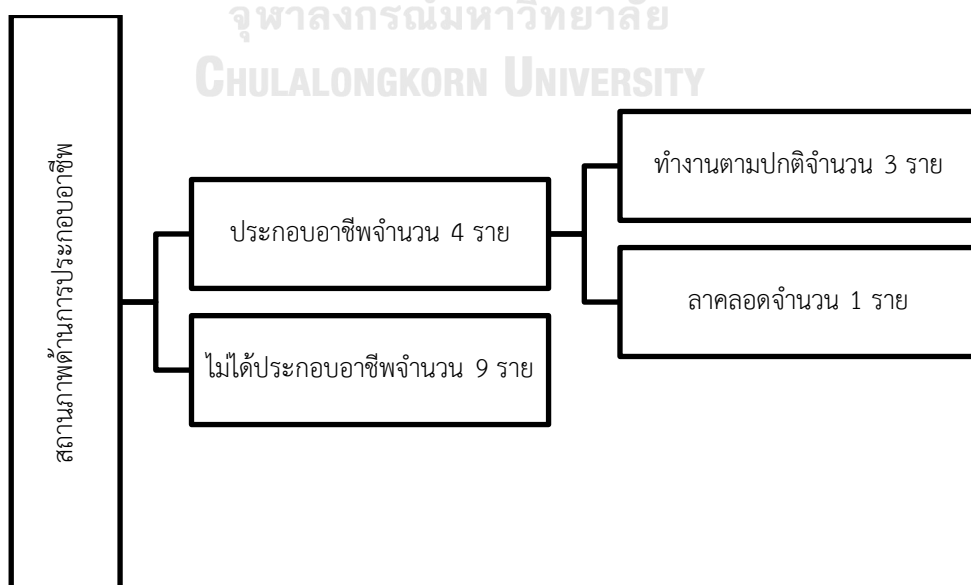 จุฬาลงกรณ์มหาวิทยาลัย
CHULALONGKORN UNIVERSITY
สถานภาพด้านการประกอบอาชีพ
ประกอบอาชีพจำนวน 4 ราย
ทำงานตามปกติจำนวน 3 ราย
ลาคลอดจำนวน 1 ราย
ไม่ได้ประกอบอาชีพจำนวน 9 ราย